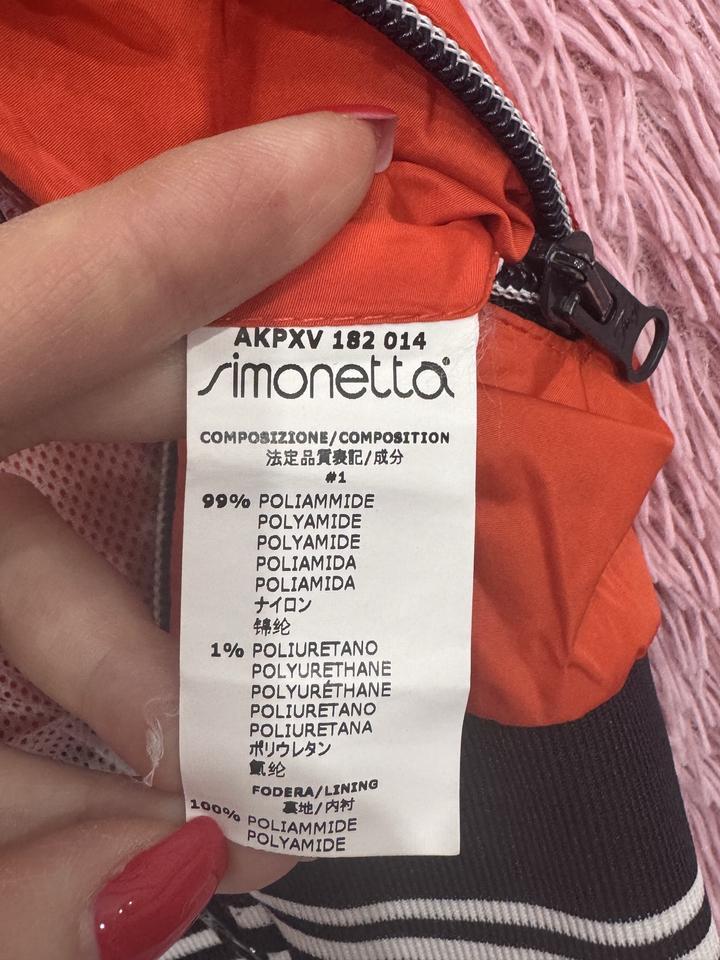 AKPXV 182 014
simonetta
COMPOSIZIONE/COMPOSITION
法定品質表記/成分
#1
99% POLIAMMIDE
POLYAMIDE
POLYAMIDE
POLIAMIDA
POLIAMIDA
ナイロン
锦纶
1% POLIURETANO
POLYURETHANE
POLYURÉTHANE
POLIURETANO
POLIURETANA
ポリウレタン
氨纶
FODERA/LINING
裏地/内衬
100% POLIAMMIDE
POLYAMIDE